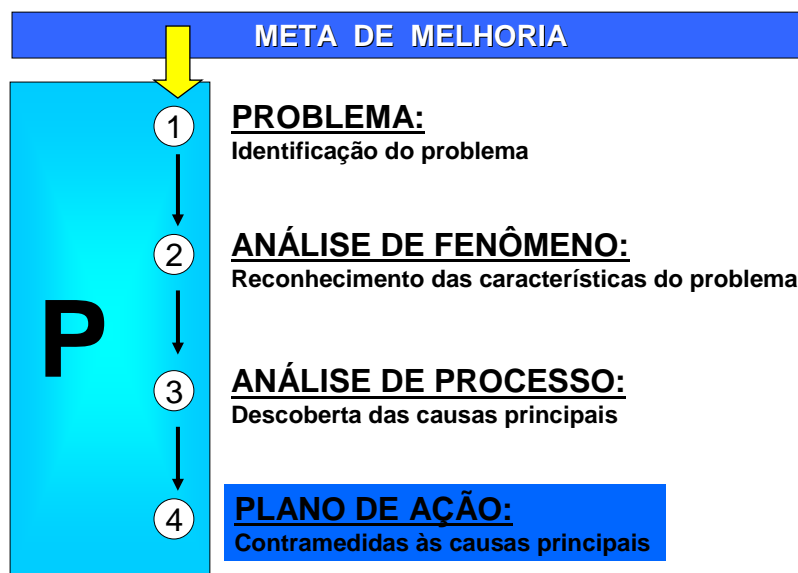 META DE MELHORIA
1
PROBLEMA:
Identificação do problema
2
ANÁLISE DE FENÔMENO:
Reconhecimento das características do problema
P
3
ANÁLISE DE PROCESSO:
Descoberta das causas principais
4
PLANO DE AÇÃO:
Contramedidas às causas principais